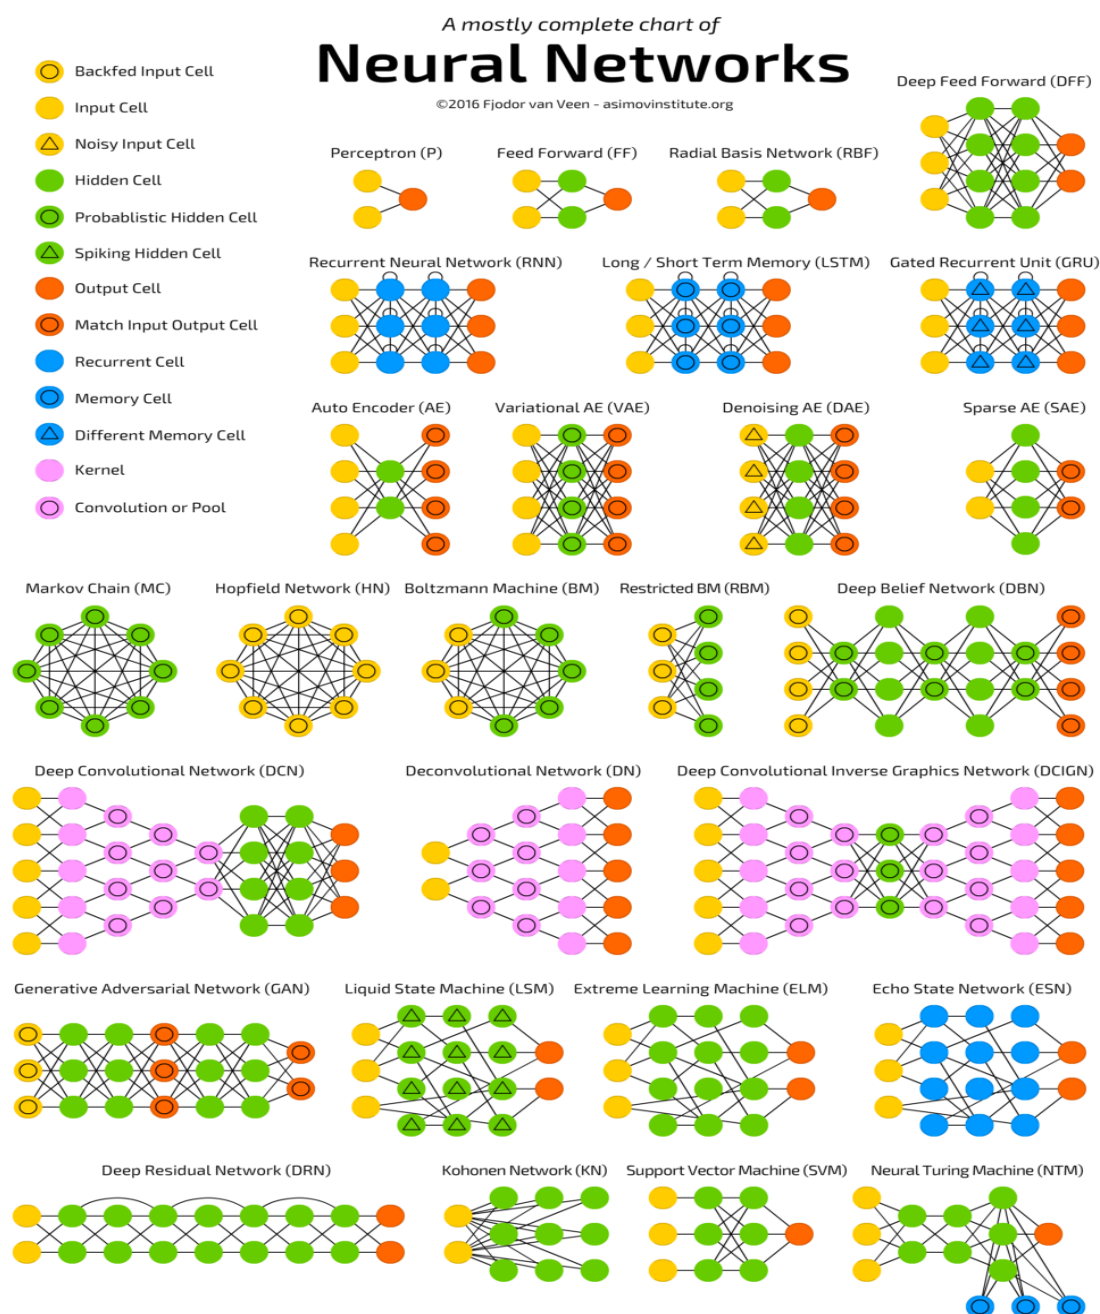 A mostly complete chart of
Neural Networks
©2016 Fjodor van Veen - asimovinstitute.org
Backfed Input Cell
Input Cell
Noisy Input Cell
Hidden Cell
Probablistic Hidden Cell
Spiking Hidden Cell
Output Cell
Match Input Output Cell
Recurrent Cell
Memory Cell
Different Memory Cell
Kernel
Convolution or Pool
Deep Feed Forward (DFF)
Perceptron (P)
Feed Forward (FF)
Radial Basis Network (RBF)
Recurrent Neural Network (RNN)
Long / Short Term Memory (LSTM)
Gated Recurrent Unit (GRU)
Auto Encoder (AE)
Variational AE (VAE)
Denoising AE (DAE)
Sparse AE (SAE)
Markov Chain (MC)
Hopfield Network (HN)
Boltzmann Machine (BM)
Restricted BM (RBM)
Deep Belief Network (DBN)
Deep Convolutional Network (DCN)
Deconvolutional Network (DN)
Deep Convolutional Inverse Graphics Network (DCIGN)
Generative Adversarial Network (GAN)
Liquid State Machine (LSM)
Extreme Learning Machine (ELM)
Echo State Network (ESN)
Deep Residual Network (DRN)
Kohonen Network (KN)
Support Vector Machine (SVM)
Neural Turing Machine (NTM)